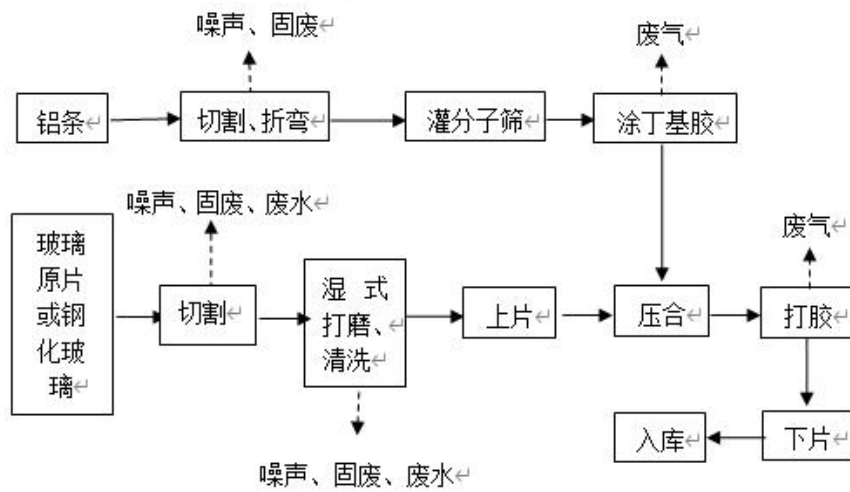 噪声、固废
废气
铝条
切割、折弯
灌分子筛
涂丁基胶
噪声、固废、废水
废气
玻璃
原片
或钢
化玻
璃
切割
湿 式
打磨、
清洗
上片
压合
打胶
入库
下片
噪声、固废、废水